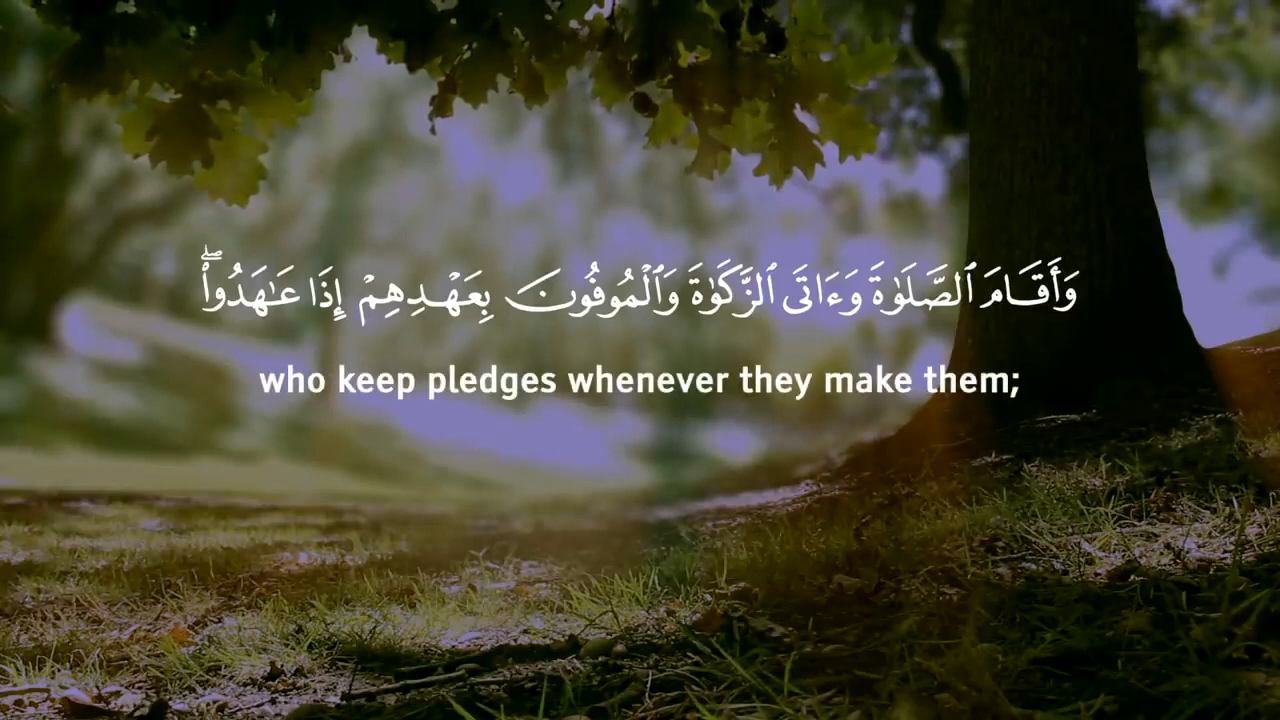 وَأَقَامَ ٱلصَّلَوٰةَ وَءَاتَى ٱلزَّكَوٰةَ وَٱلْمُوفُونَ بِعَهْدِهِمْ إِذَا عَـٰهَدُوا۟ ۖ
who keep pledges whenever they make them;